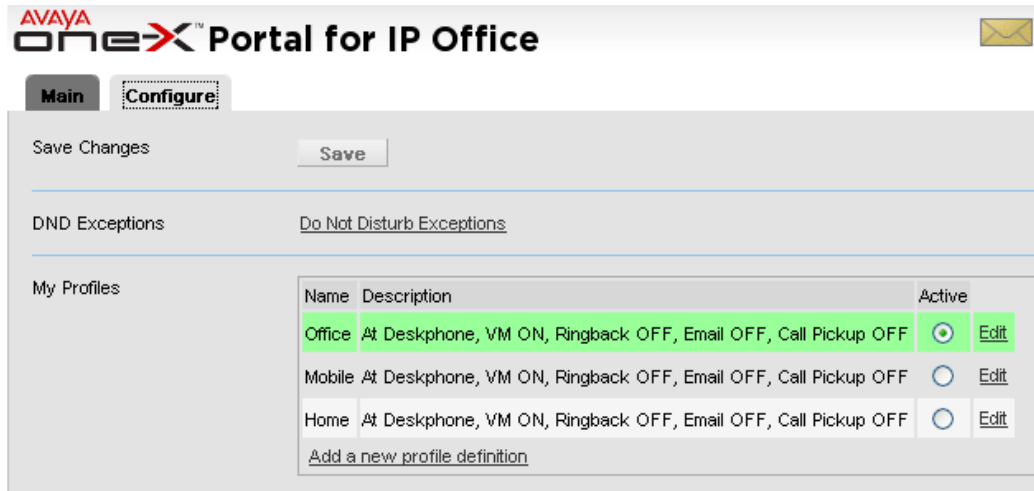 AVAYA
one-X™ Portal for IP Office
Main Configure
Save Changes Save
DND Exceptions Do Not Disturb Exceptions
My Profiles
Name Description Active
Office At Deskphone, VM ON, Ringback OFF, Email OFF, Call Pickup OFF Edit
Mobile At Deskphone, VM ON, Ringback OFF, Email OFF, Call Pickup OFF Edit
Home At Deskphone, VM ON, Ringback OFF, Email OFF, Call Pickup OFF Edit
Add a new profile definition